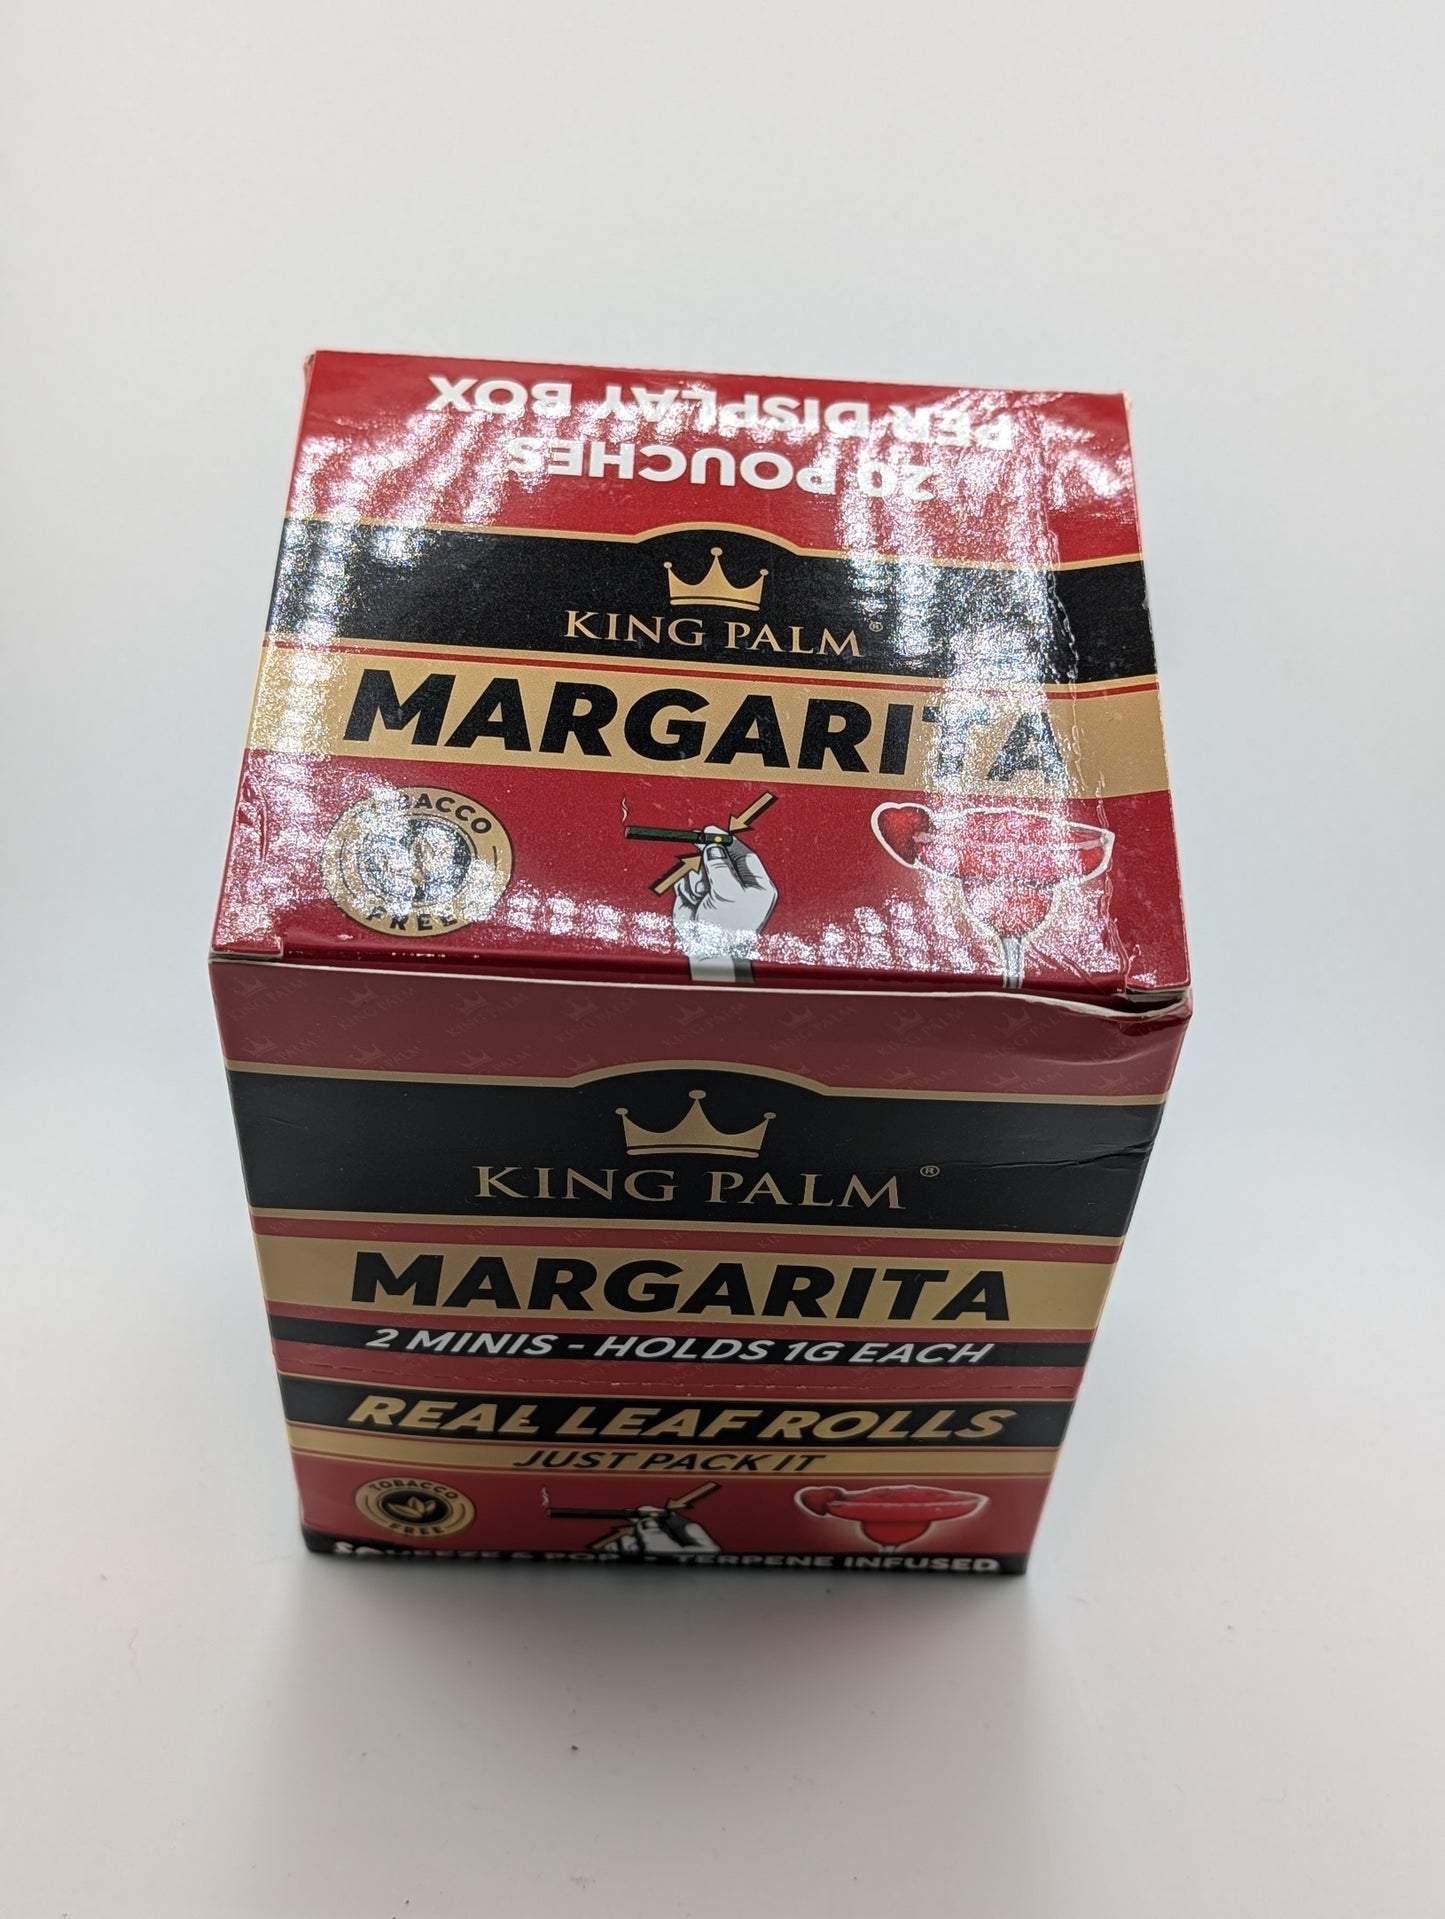 20 POUCHES
PER DISPLAY BOX
KING PALM®
MARGARITA
TOBACCO
FREE
KING PALM®
MARGARITA
2 MINIS - HOLDS 1G EACH
REAL LEAF ROLLS
JUST PACK IT
TOBACCO
FREE
SQUEEZE & POP • TERPENE INFUSED